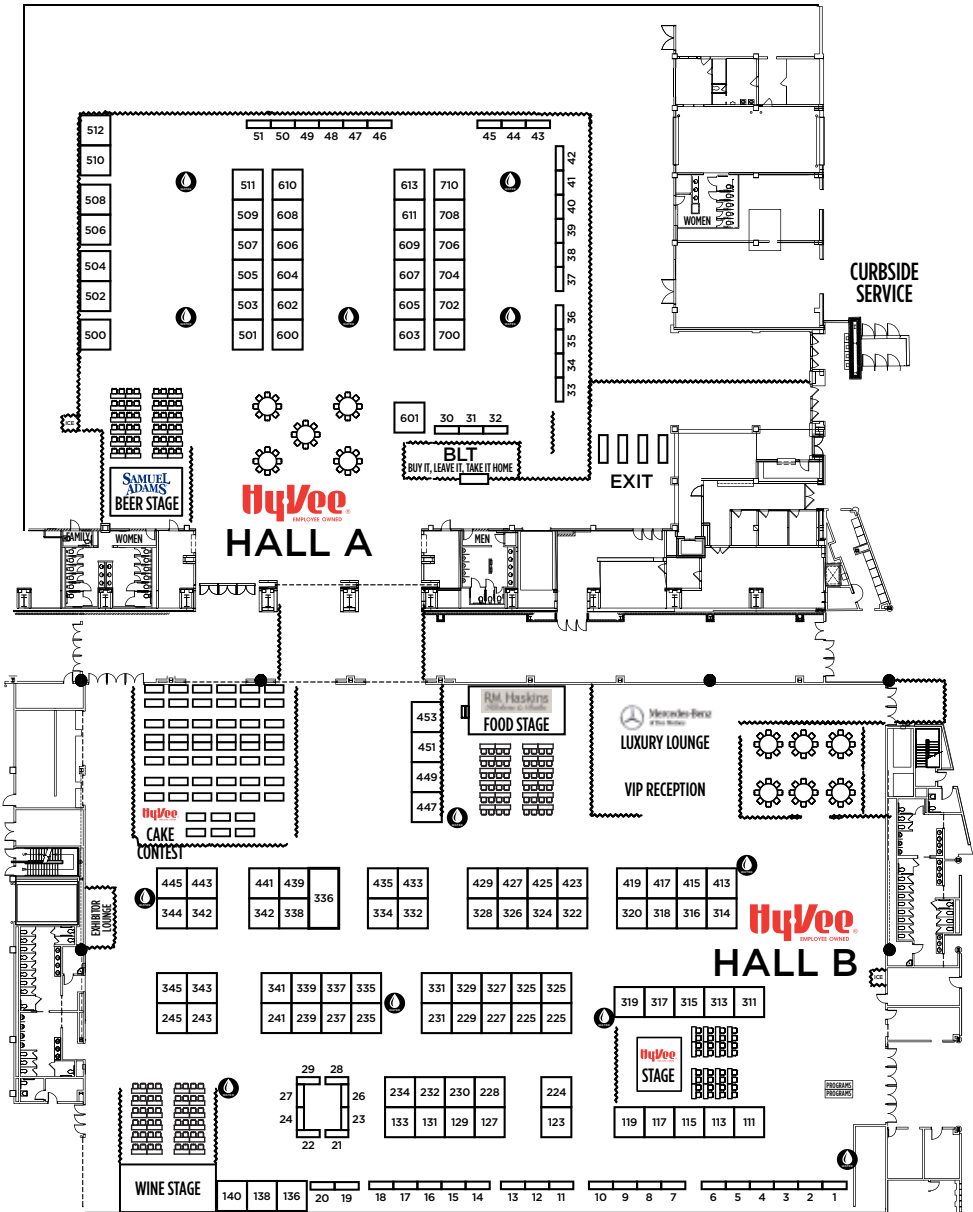 512
51 50 49 48 47 46
45 44 43
510
42
511 610
613 710
41
508
509 608
611 708
40
506
507 606
609 706
39
WOMEN
504
505 604
607 704
38
37
CURBSIDE
SERVICE
502
503 602
605 702
36
500
501 600
603 700
35
34
33
601
30 31 32
ICE
BLT
BUY IT, LEAVE IT, TAKE IT HOME
EXIT
SAMUEL
ADAMS
BEER STAGE
HyVee
EMPLOYEE OWNED
HALL A
FAMILY
WOMEN
MEN
453
451
449
447
RM Haskins
FOOD STAGE
Mercedes-Benz
LUXURY LOUNGE
VIP RECEPTION
HyVee
CAKE
CONTEST
445 443
441 439
336
435 433
429 427 425 423
419 417 415 413
344 342
342 338
334 332
328 326 324 322
320 318 316 314
EXHIBITOR
LOUNGE
HyVee
EMPLOYEE OWNED
HALL B
ICE
345 343
341 339 337 335
331 329 327 325 325
319 317 315 313 311
245 243
241 239 237 235
231 229 227 225 225
HyVee
STAGE
29 28
27 26
24 23
22 21
234 232 230 228
224
133 131 129 127
123
119 117 115 113 111
PROGRAMS
PROGRAMS
WINE STAGE
140 138 136
20 19
18 17 16 15 14
13 12 11
10 9 8 7
6 5 4 3 2 1